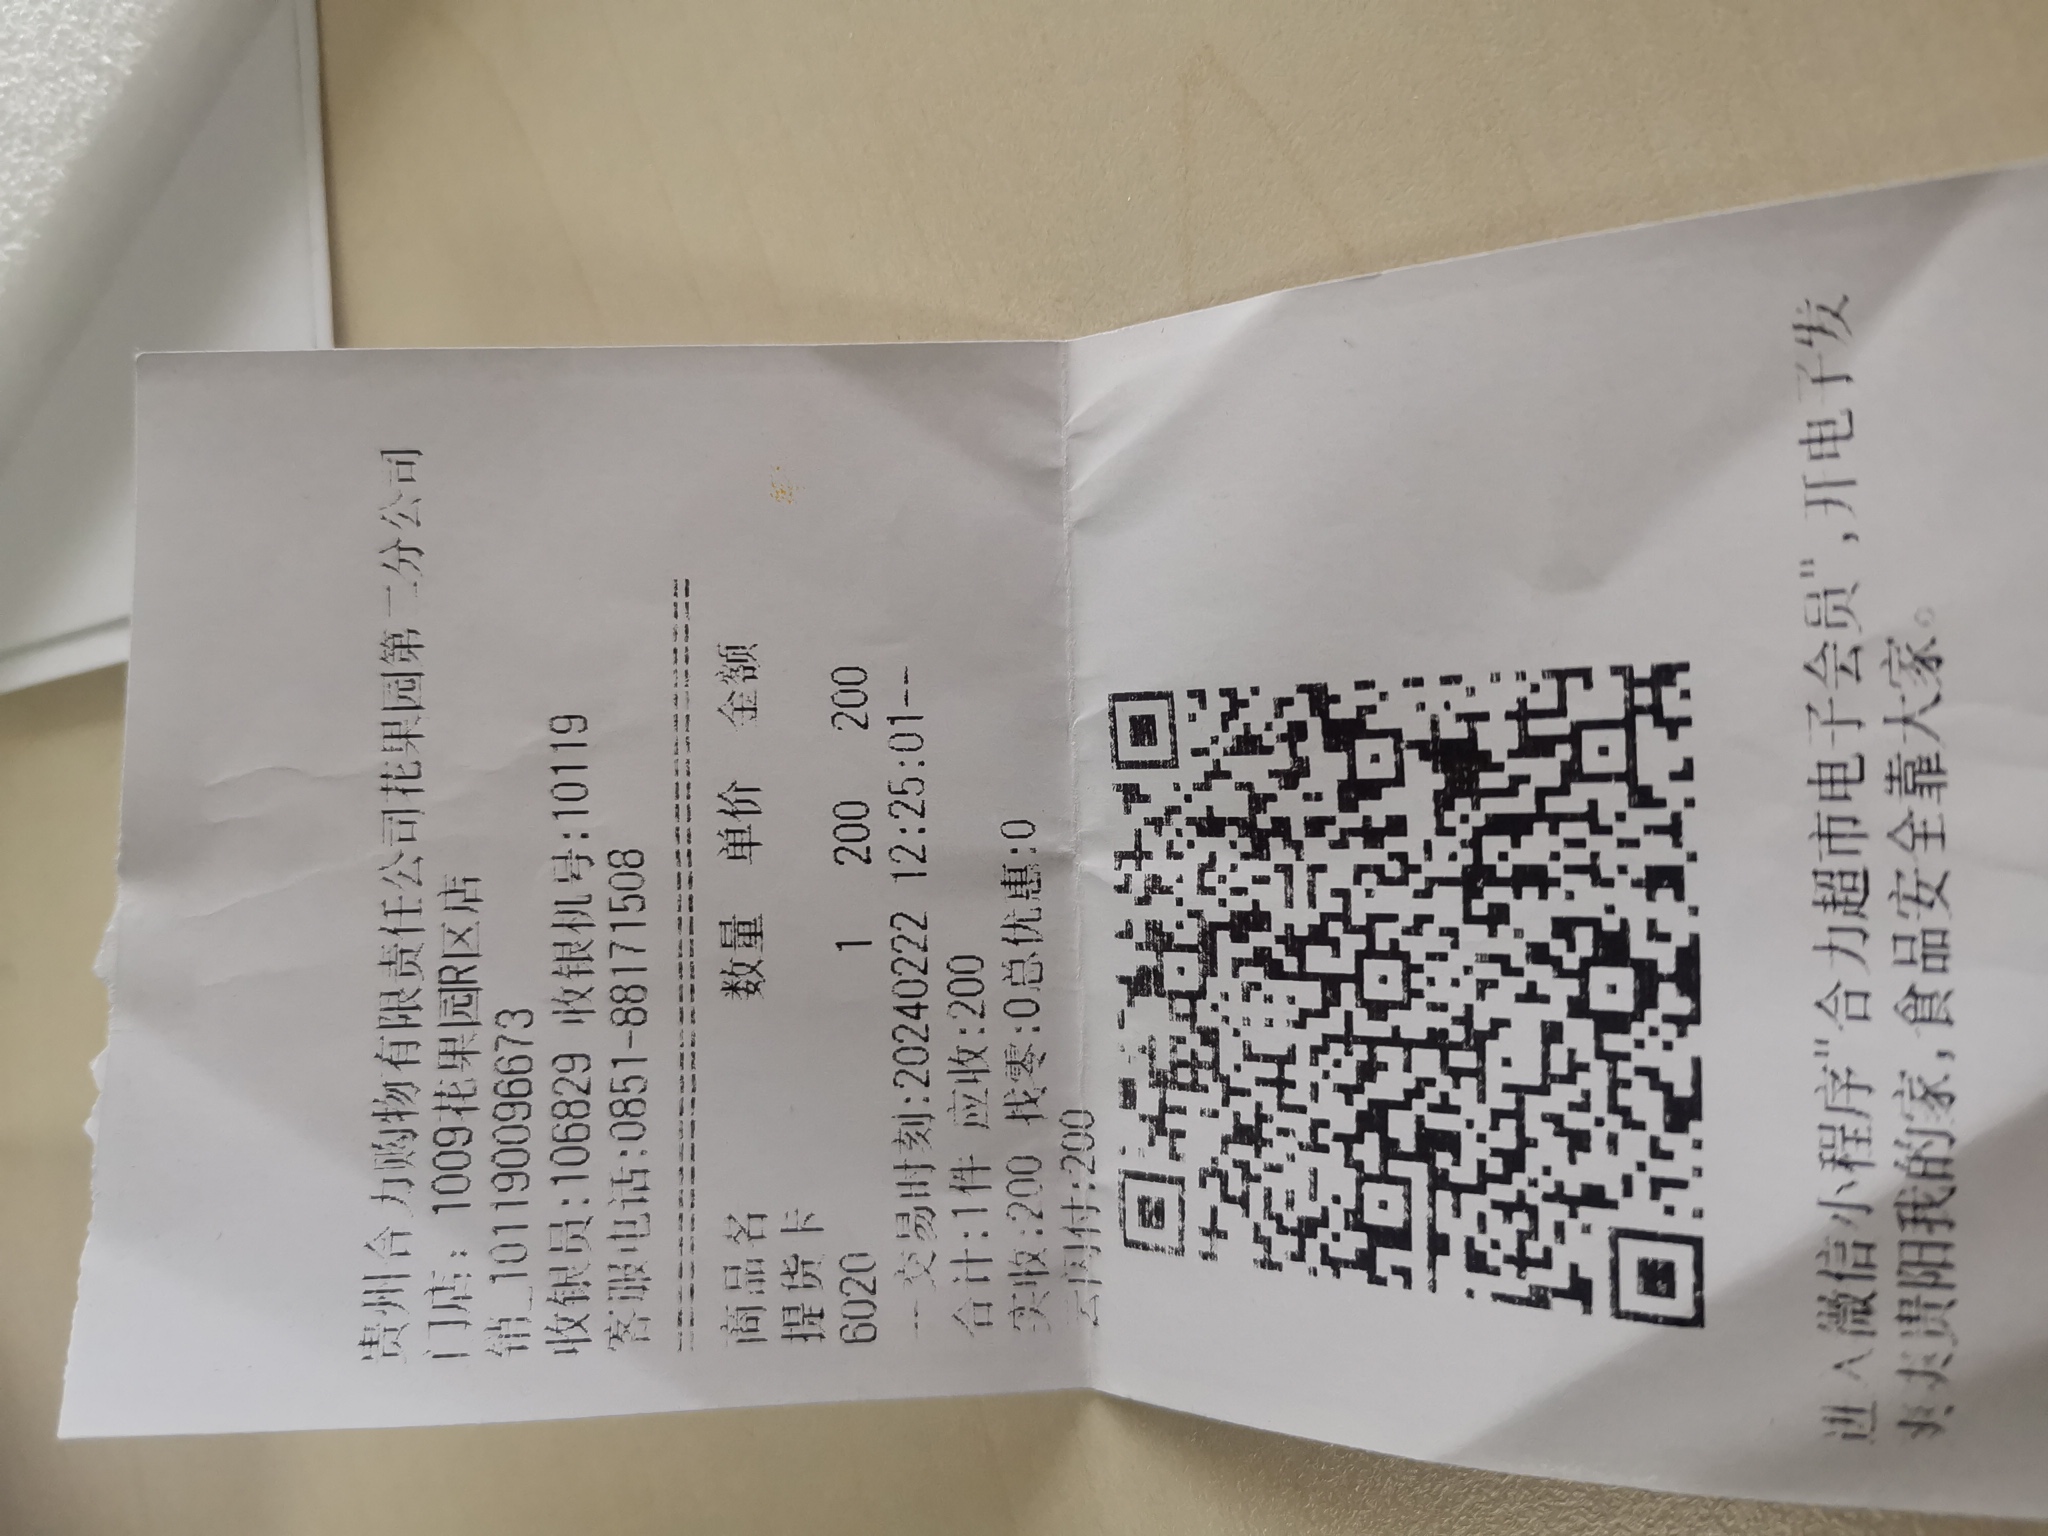 贵州合力购物有限责任公司花果园第二分公司
门店: 1009花果园R区店
销_1011990096673
收银员:106829 收银机号:10119
客服电话:0851-88171508
================================
商品名 数量 单价 金额
提货卡
6020 1 200 200
--交易时刻:20240222 12:25:01--
合计:1件 应收:200
实收:200 找零:0总优惠:0
云闪付:200
进入微信小程序"合力超市电子会员",开电子发
爽爽贵阳我的家,食品安全靠大家。